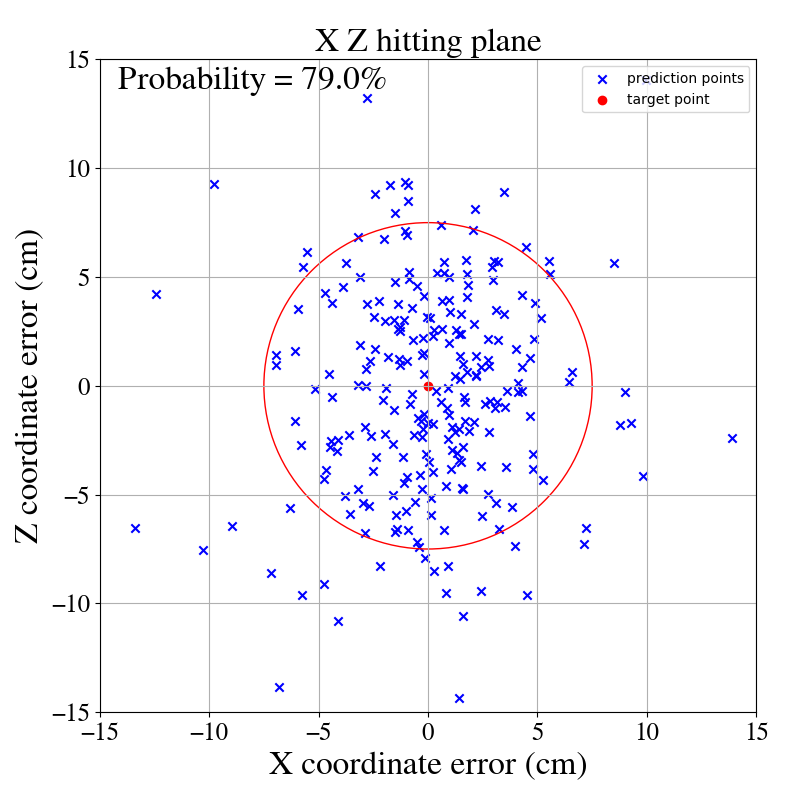 X Z hitting plane
Probability = 79.0%
prediction points
target point
Z coordinate error (cm)
15
10
5
0
−5
−10
−15
−15
−10
−5
0
5
10
15
X coordinate error (cm)